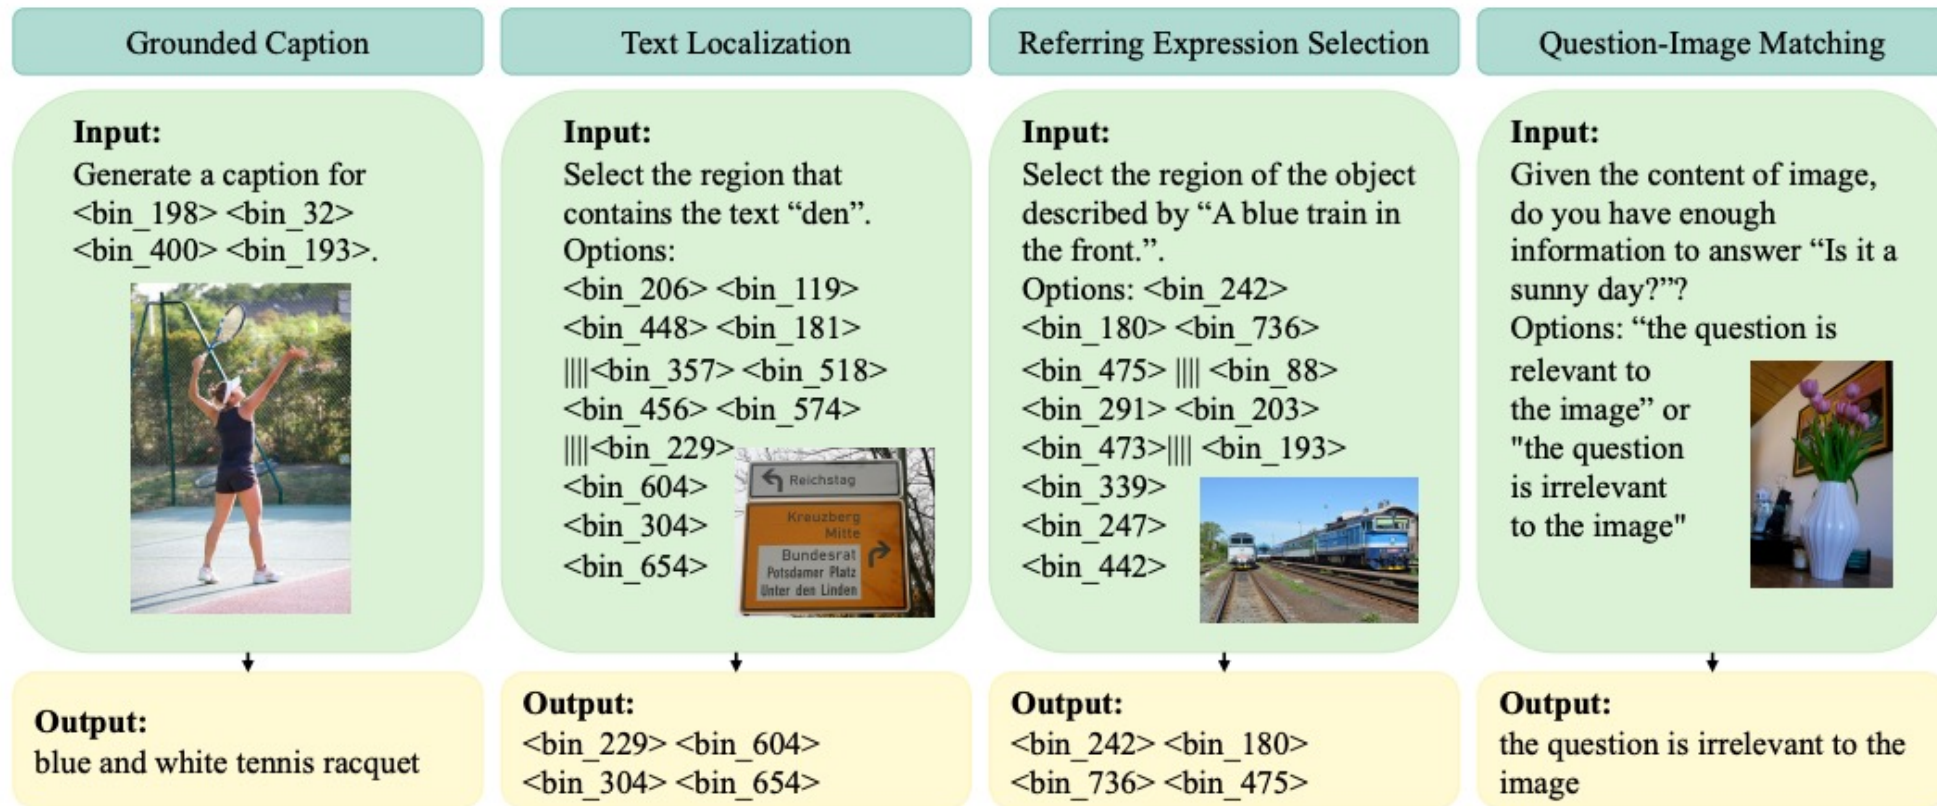 Grounded Caption
Input:
Generate a caption for
<bin_198> <bin_32>
<bin_400> <bin_193>.
Output:
blue and white tennis racquet
Text Localization
Input:
Select the region that
contains the text “den”.
Options:
<bin_206> <bin_119>
<bin_448> <bin_181>
||||<bin_357> <bin_518>
<bin_456> <bin_574>
||||<bin_229>
<bin_604>
<bin_304>
<bin_654>
Reichstag
Kreuzberg
Mitte
Bundesrat
Potsdamer Platz
Unter den Linden
Output:
<bin_229> <bin_604>
<bin_304> <bin_654>
Referring Expression Selection
Input:
Select the region of the object
described by “A blue train in
the front.”.
Options: <bin_242>
<bin_180> <bin_736>
<bin_475> |||| <bin_88>
<bin_291> <bin_203>
<bin_473>|||| <bin_193>
<bin_339>
<bin_247>
<bin_442>
Output:
<bin_242> <bin_180>
<bin_736> <bin_475>
Question-Image Matching
Input:
Given the content of image,
do you have enough
information to answer “Is it a
sunny day?”?
Options: “the question is
relevant to
the image” or
"the question
is irrelevant
to the image"
Output:
the question is irrelevant to the
image